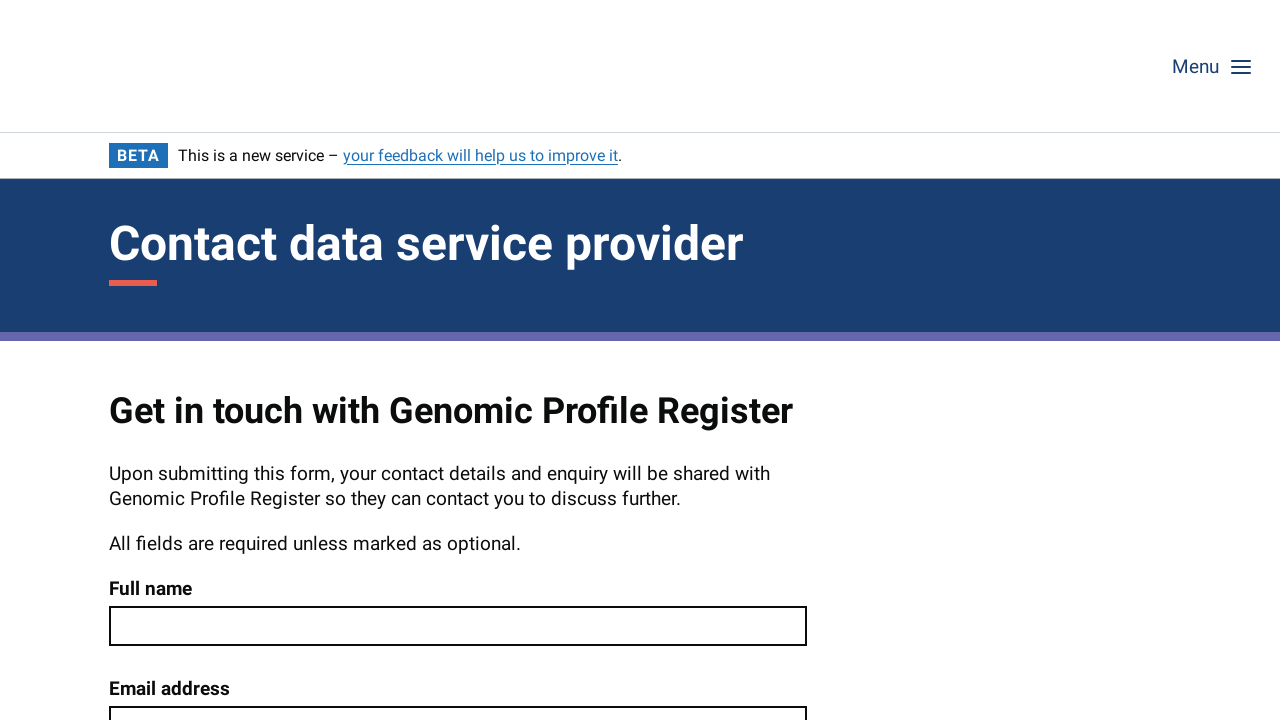 Menu
BETA This is a new service – your feedback will help us to improve it.
Contact data service provider
Get in touch with Genomic Profile Register
Upon submitting this form, your contact details and enquiry will be shared with
Genomic Profile Register so they can contact you to discuss further.
All fields are required unless marked as optional.
Full name
Email address